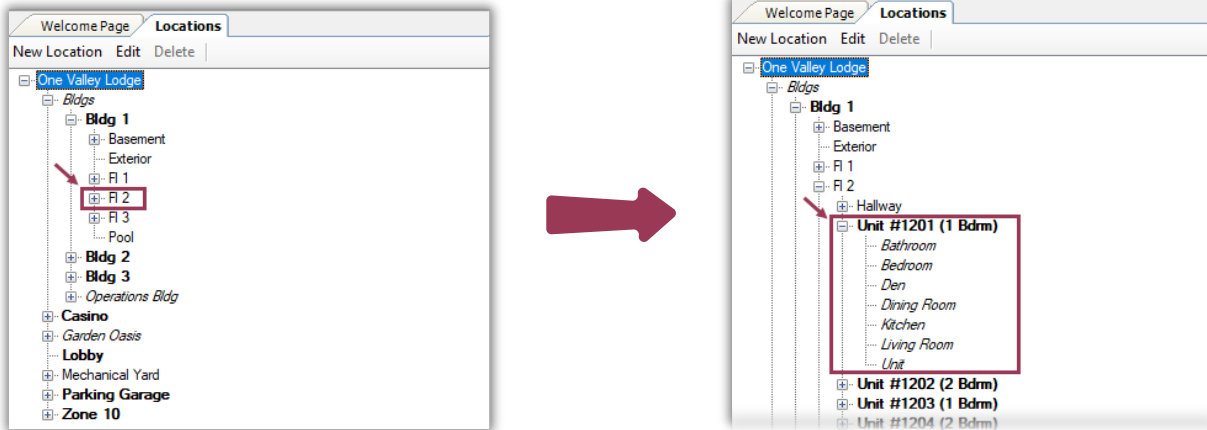 Welcome Page Locations
New Location Edit Delete
One Valley Lodge
Bldgs
Bldg 1
Basement
Exterior
Fl 1
Fl 2
Fl 3
Pool
Bldg 2
Bldg 3
Operations Bldg
Casino
Garden Oasis
Lobby
Mechanical Yard
Parking Garage
Zone 10
Welcome Page Locations
New Location Edit Delete
One Valley Lodge
Bldgs
Bldg 1
Basement
Exterior
Fl 1
Fl 2
Hallway
Unit #1201 (1 Bdrm)
Bathroom
Bedroom
Den
Dining Room
Kitchen
Living Room
Unit
Unit #1202 (2 Bdrm)
Unit #1203 (1 Bdrm)
Unit #1204 (2 Bdrm)